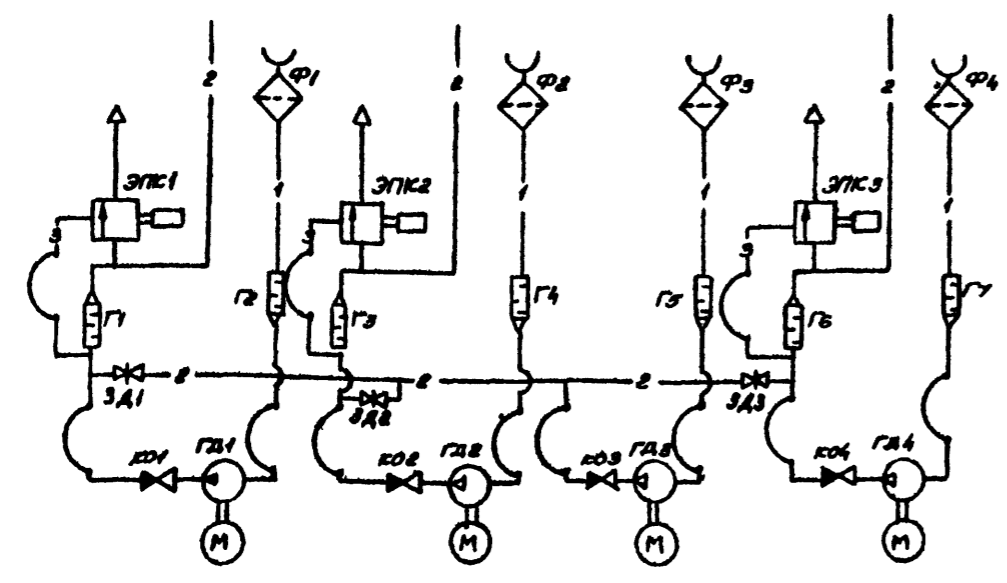 2 Ф1 2 Ф2 Ф3 2 Ф4
ЭПК1 1 ЭПК2 1 1 ЭПК3 1
3 3 3
Г1 Г2 Г3 Г4 Г5 Г6 Г7
2 2 2
ЗД1 ЗД2 ЗД3
КО1 ГД1 КО2 ГД2 КО3 ГД3 КО4 ГД4
М М М М